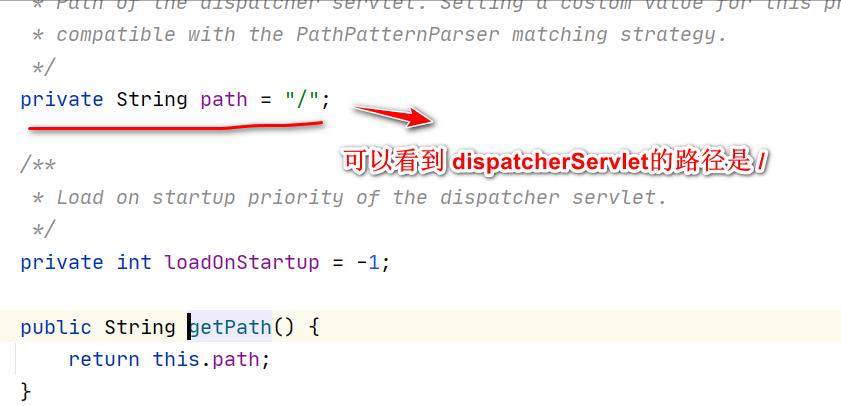 * Path of the dispatcher servlet. Setting a custom value for this pr
* compatible with the PathPatternParser matching strategy.
*/
private String path = "/";
可以看到 dispatcherServlet的路径是 /
/**
* Load on startup priority of the dispatcher servlet.
*/
private int loadOnStartup = -1;
public String getPath() {
return this.path;
}